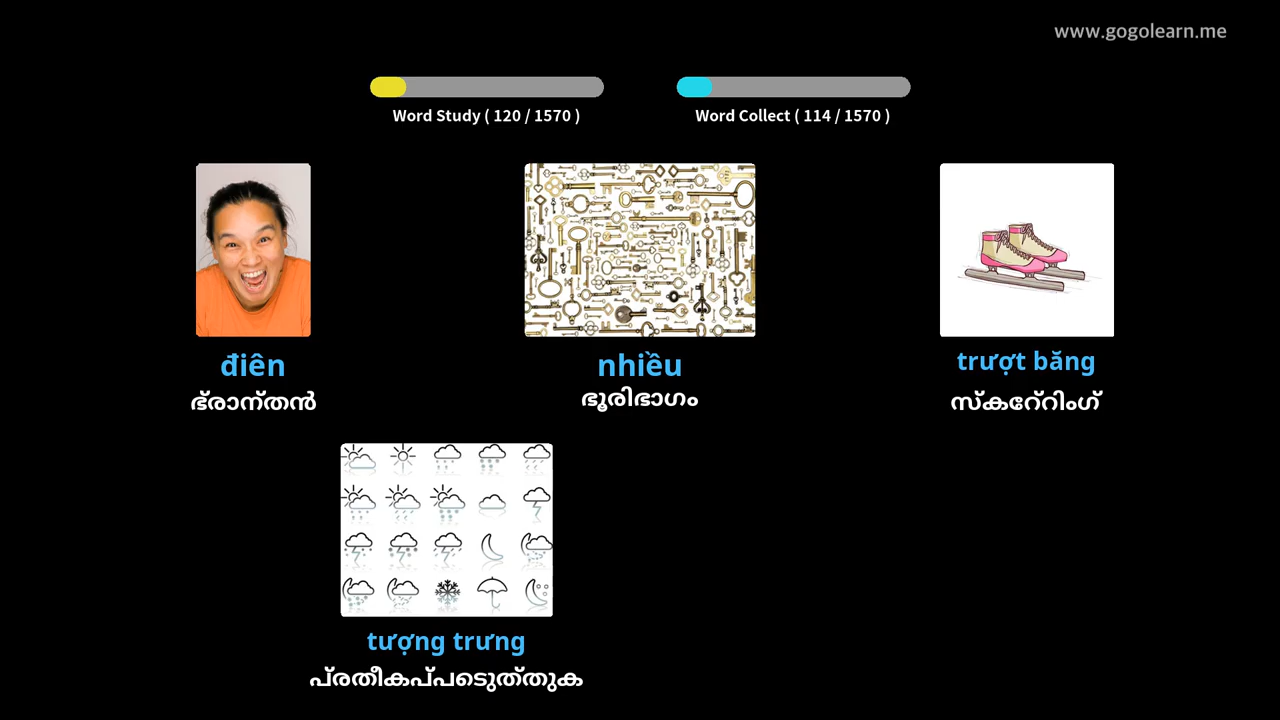 www.gogolearn.me
Word Study ( 120 / 1570 )
Word Collect ( 114 / 1570 )
điên
nhiều
trượt băng
ഭ്രാന്തൻ
ഭൂരിഭാഗം
സ്കേറ്റിംഗ്
tượng trưng
പ്രതീകപ്പെടുത്തുക